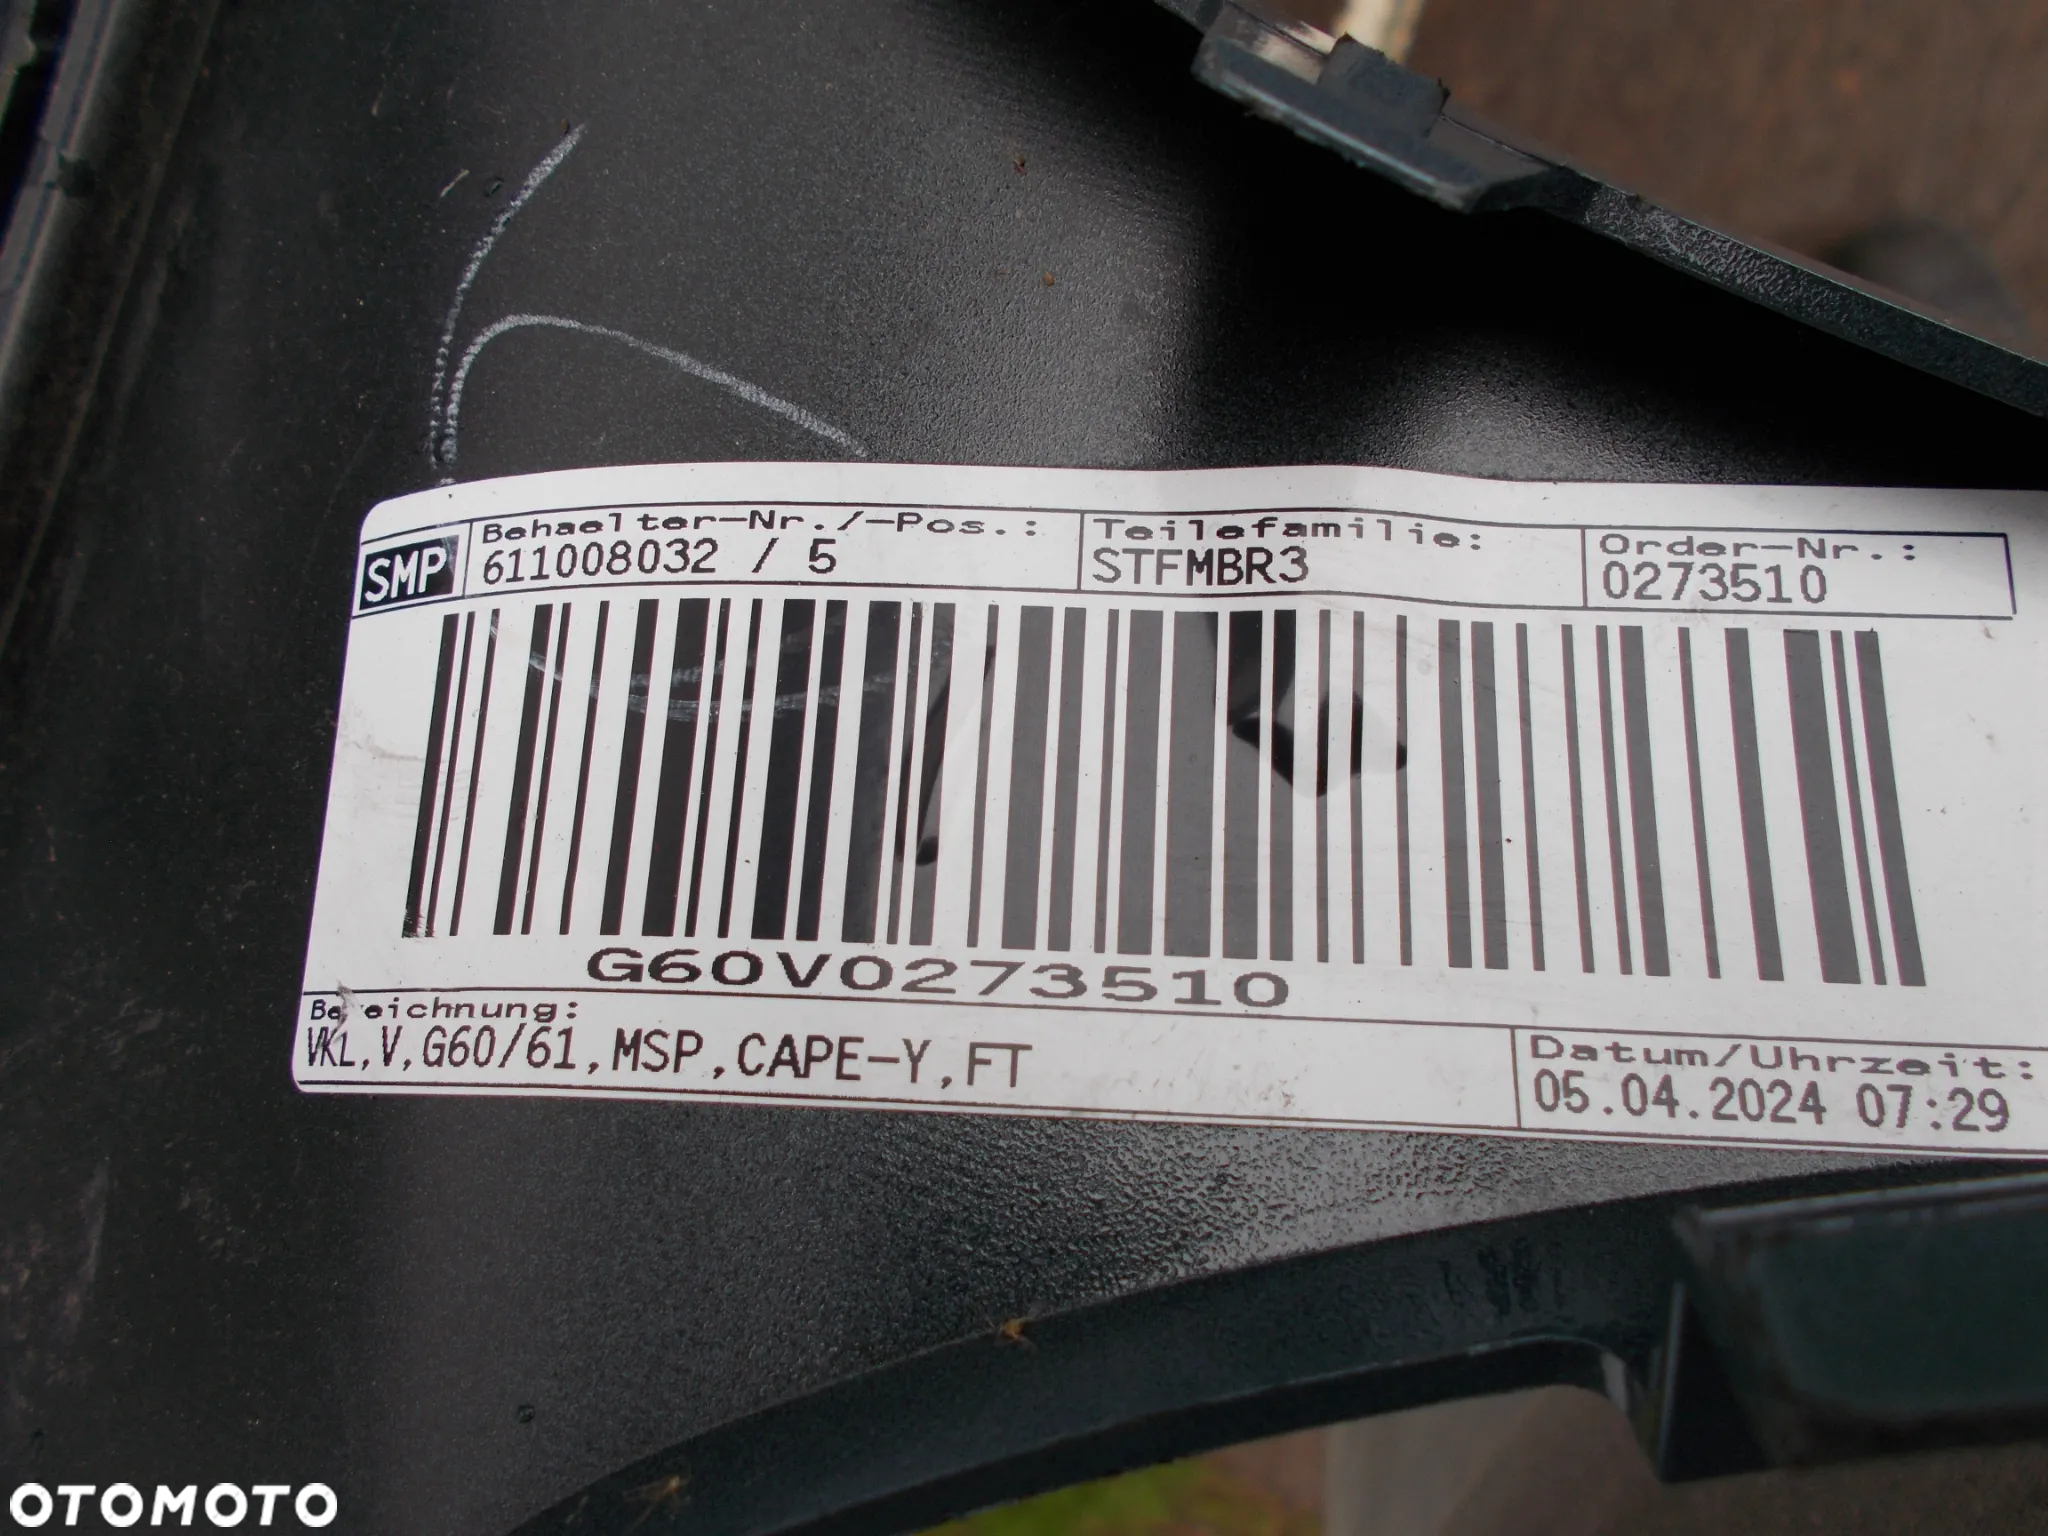 SMP
Behaelter-Nr./-Pos.:
611008032 / 5
Teilefamilie:
STFMBR3
Order-Nr.:
0273510
G60V0273510
Bezeichnung:
VKL,V,G60/61,MSP,CAPE-Y,FT
Datum/Uhrzeit:
05.04.2024 07:29
OTOMOTO